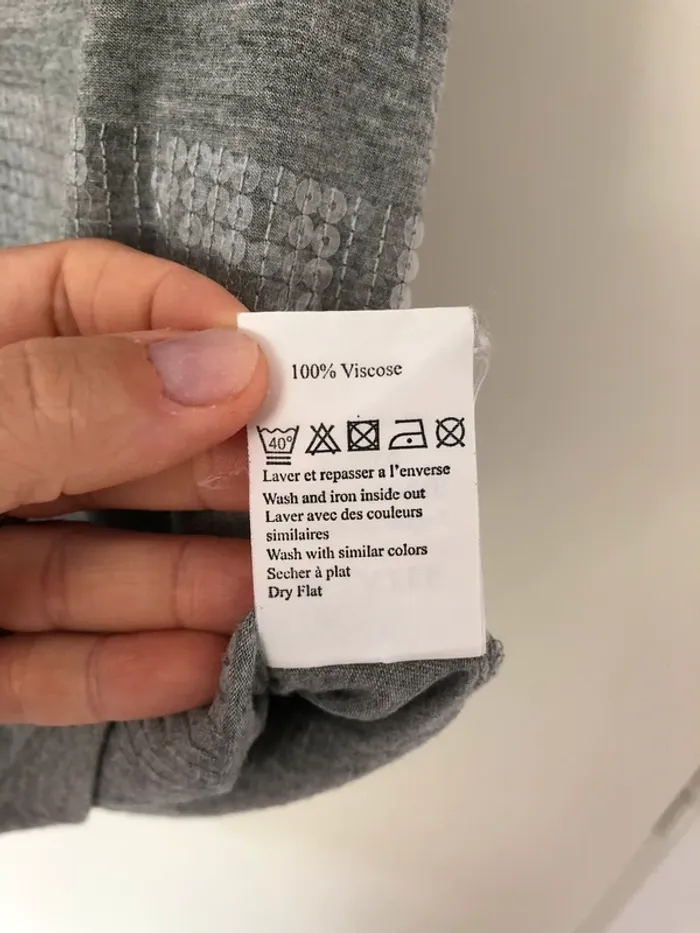 100% Viscose
40°
Laver et repasser a l'enverse
Wash and iron inside out
Laver avec des couleurs
similaires
Wash with similar colors
Secher à plat
Dry Flat